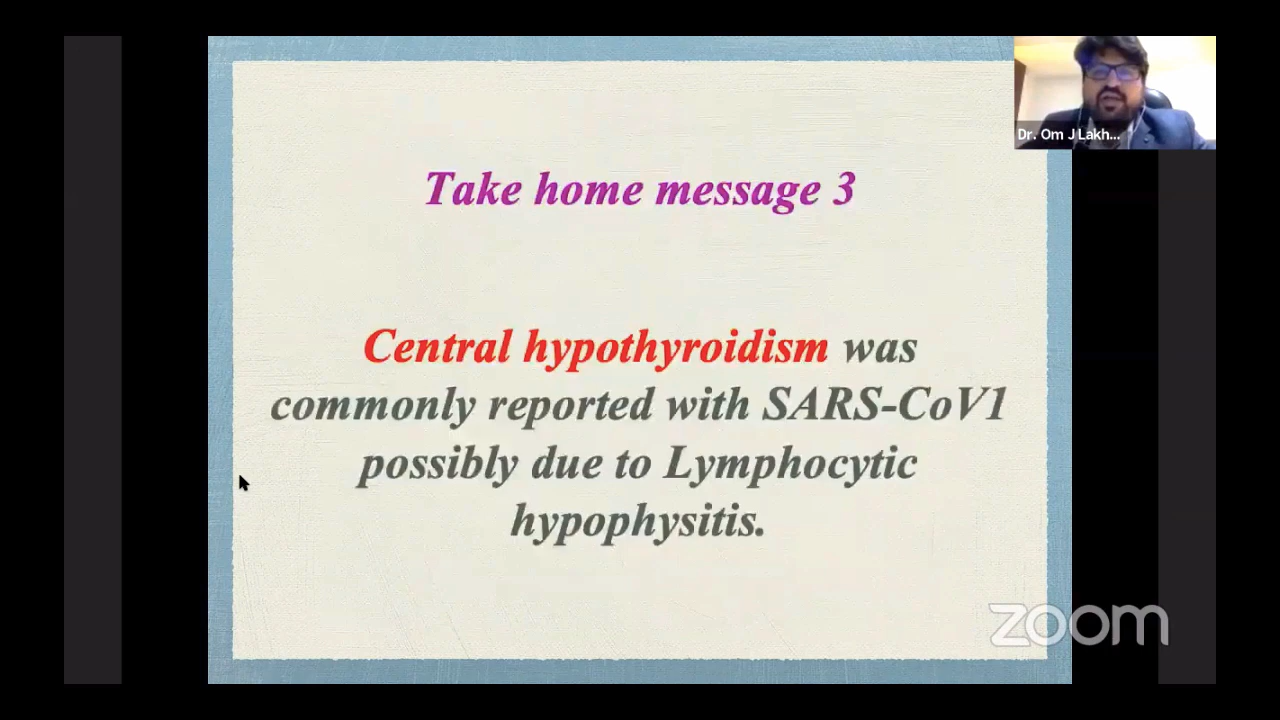 Dr. Om J Lakh...
Take home message 3
Central hypothyroidism was
commonly reported with SARS-CoV1
possibly due to Lymphocytic
hypophysitis.
zoom